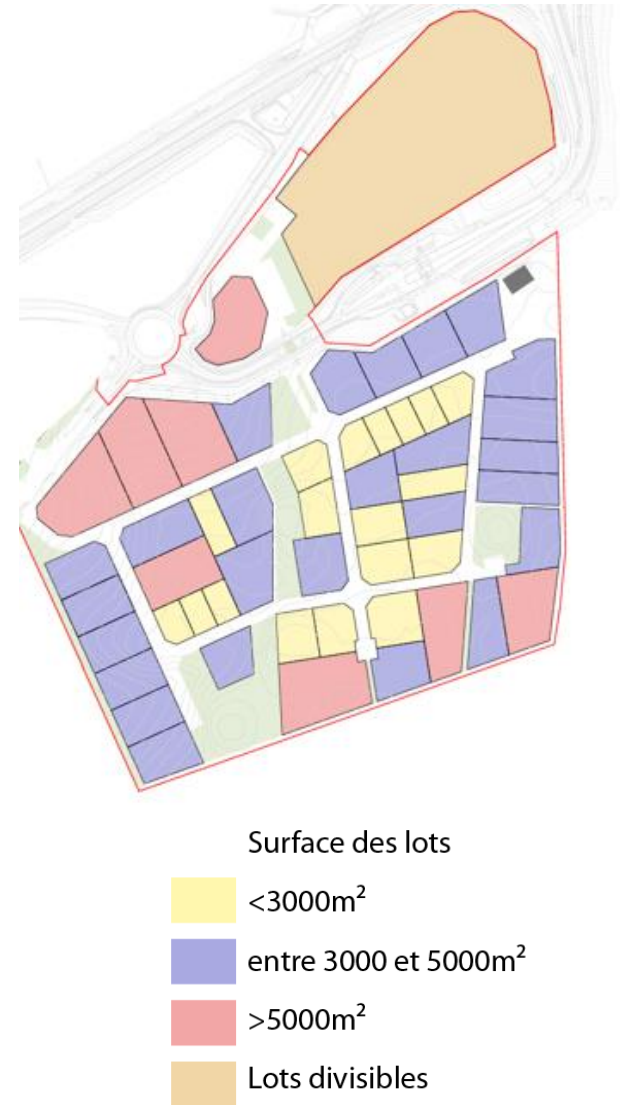 Surface des lots
<3000m²
entre 3000 et 5000m²
>5000m²
Lots divisibles